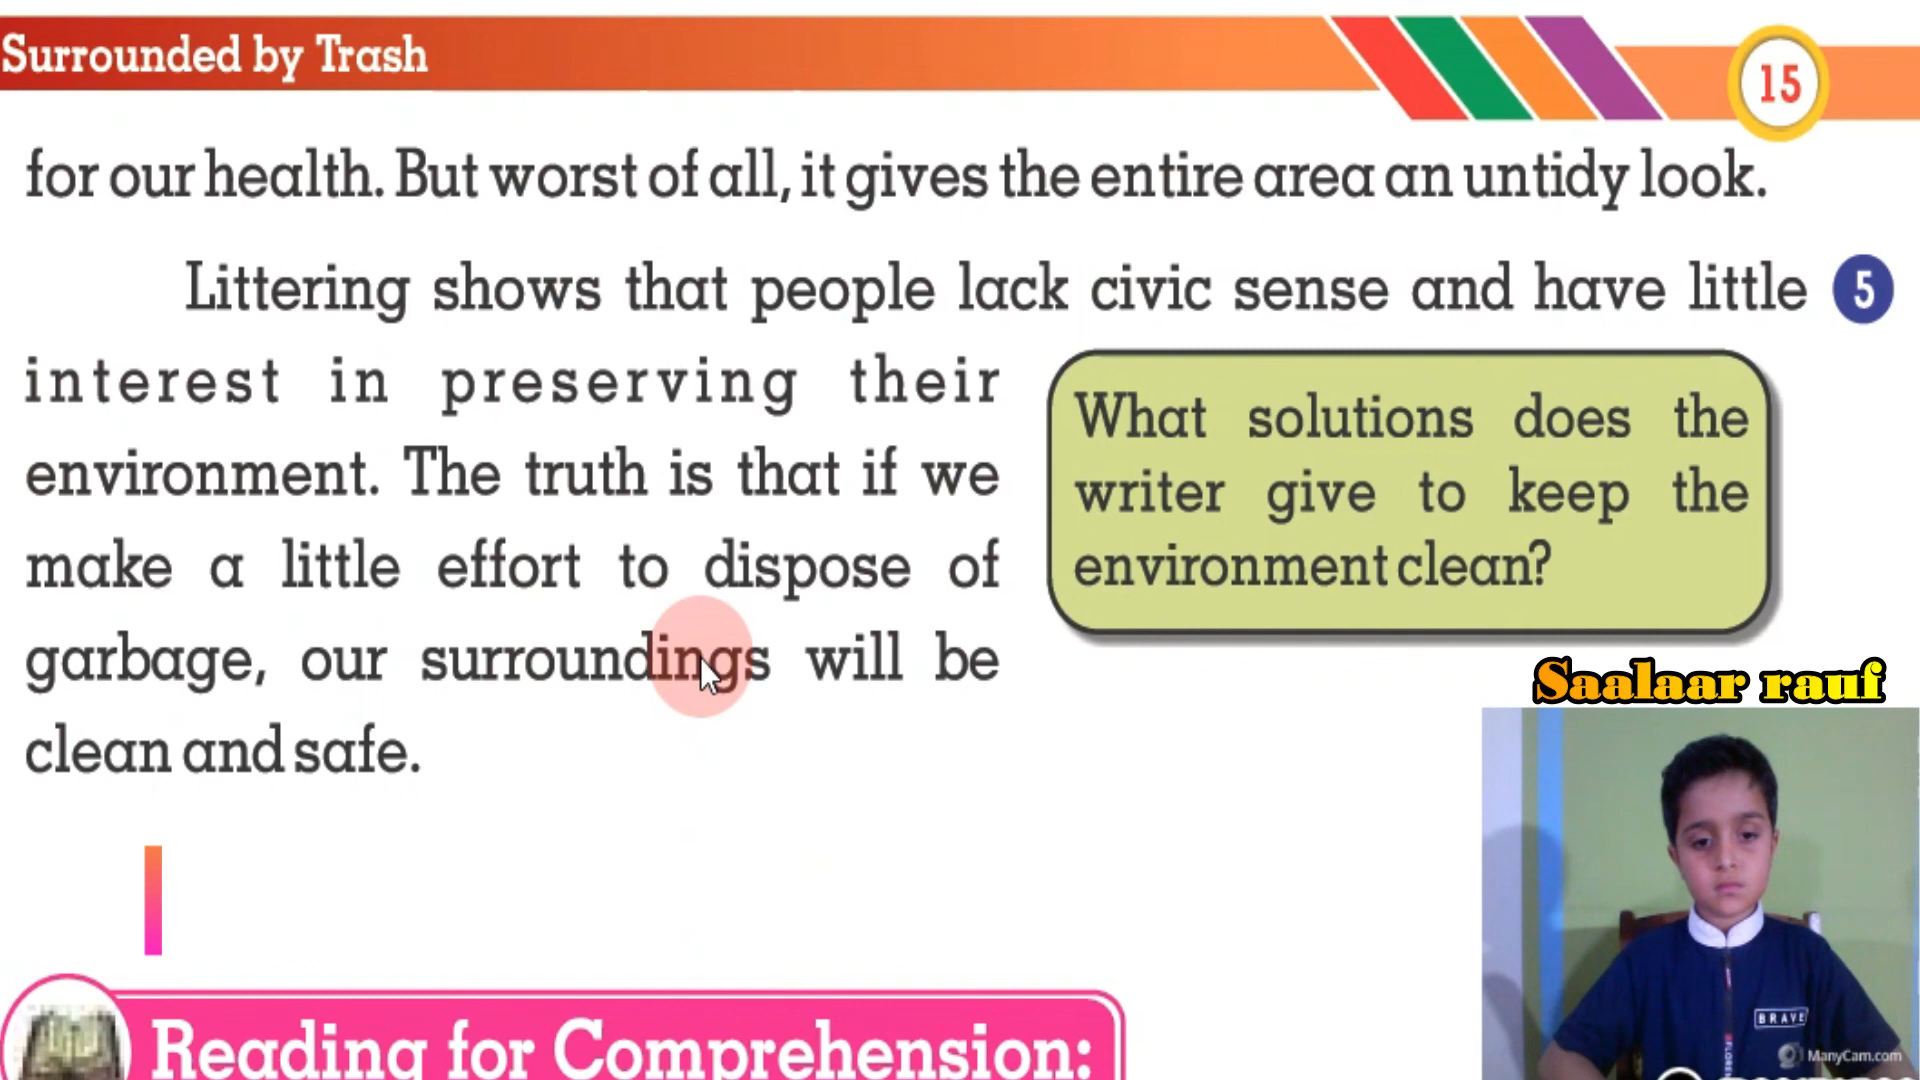 Surrounded by Trash
15
for our health. But worst of all, it gives the entire area an untidy look.
Littering shows that people lack civic sense and have little 5
interest in preserving their
environment. The truth is that if we
make a little effort to dispose of
garbage, our surroundings will be
clean and safe.
What solutions does the
writer give to keep the
environment clean?
Saalaar rauf
BRAVE
ManyCam.com
Reading for Comprehension: